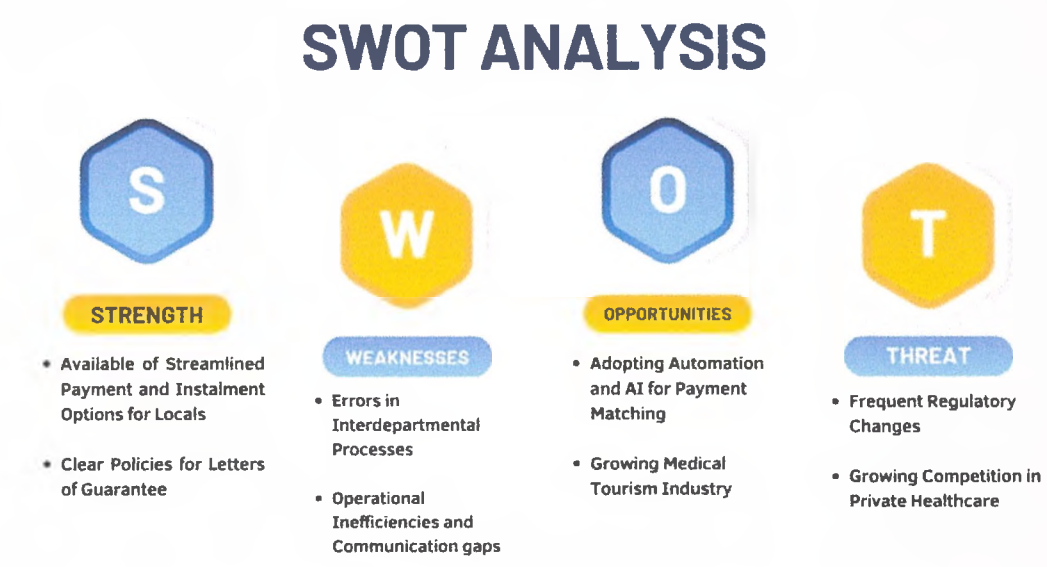 SWOT ANALYSIS
S
STRENGTH
• Available of Streamlined
Payment and Instalment
Options for Locals
• Clear Policies for Letters
of Guarantee
W
WEAKNESSES
• Errors in
Interdepartmental
Processes
• Operational
Inefficiencies and
Communication gaps
O
OPPORTUNITIES
• Adopting Automation
and AI for Payment
Matching
• Growing Medical
Tourism Industry
T
THREAT
• Frequent Regulatory
Changes
• Growing Competition in
Private Healthcare